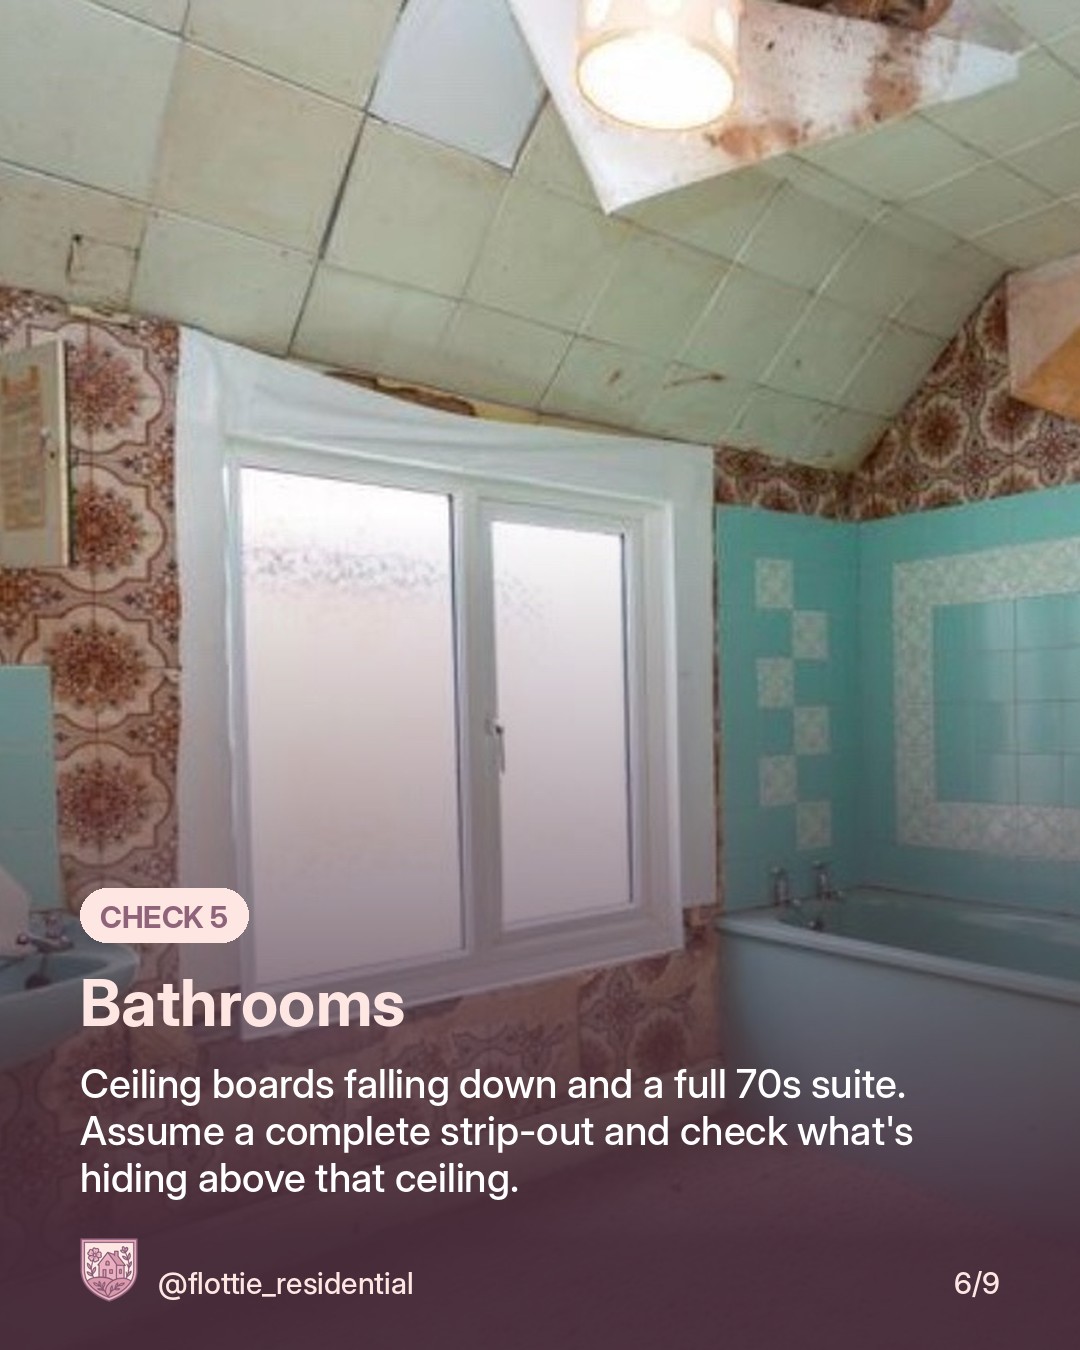 CHECK 5
Bathrooms
Ceiling boards falling down and a full 70s suite.
Assume a complete strip-out and check what's
hiding above that ceiling.
@flottie_residential
6/9